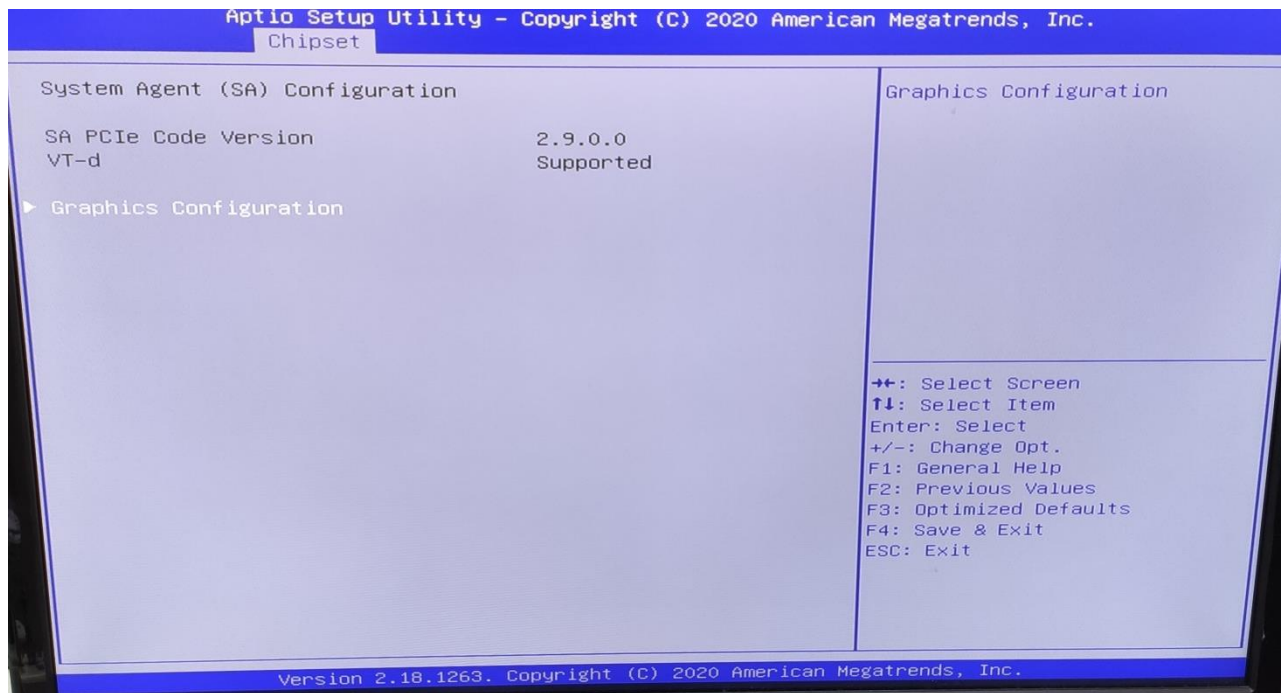 Aptio Setup Utility – Copyright (C) 2020 American Megatrends, Inc.
Chipset
System Agent (SA) Configuration
SA PCIe Code Version 2.9.0.0
VT-d Supported
► Graphics Configuration
Graphics Configuration
→←: Select Screen
↑↓: Select Item
Enter: Select
+/-: Change Opt.
F1: General Help
F2: Previous Values
F3: Optimized Defaults
F4: Save & Exit
ESC: Exit
Version 2.18.1263. Copyright (C) 2020 American Megatrends, Inc.